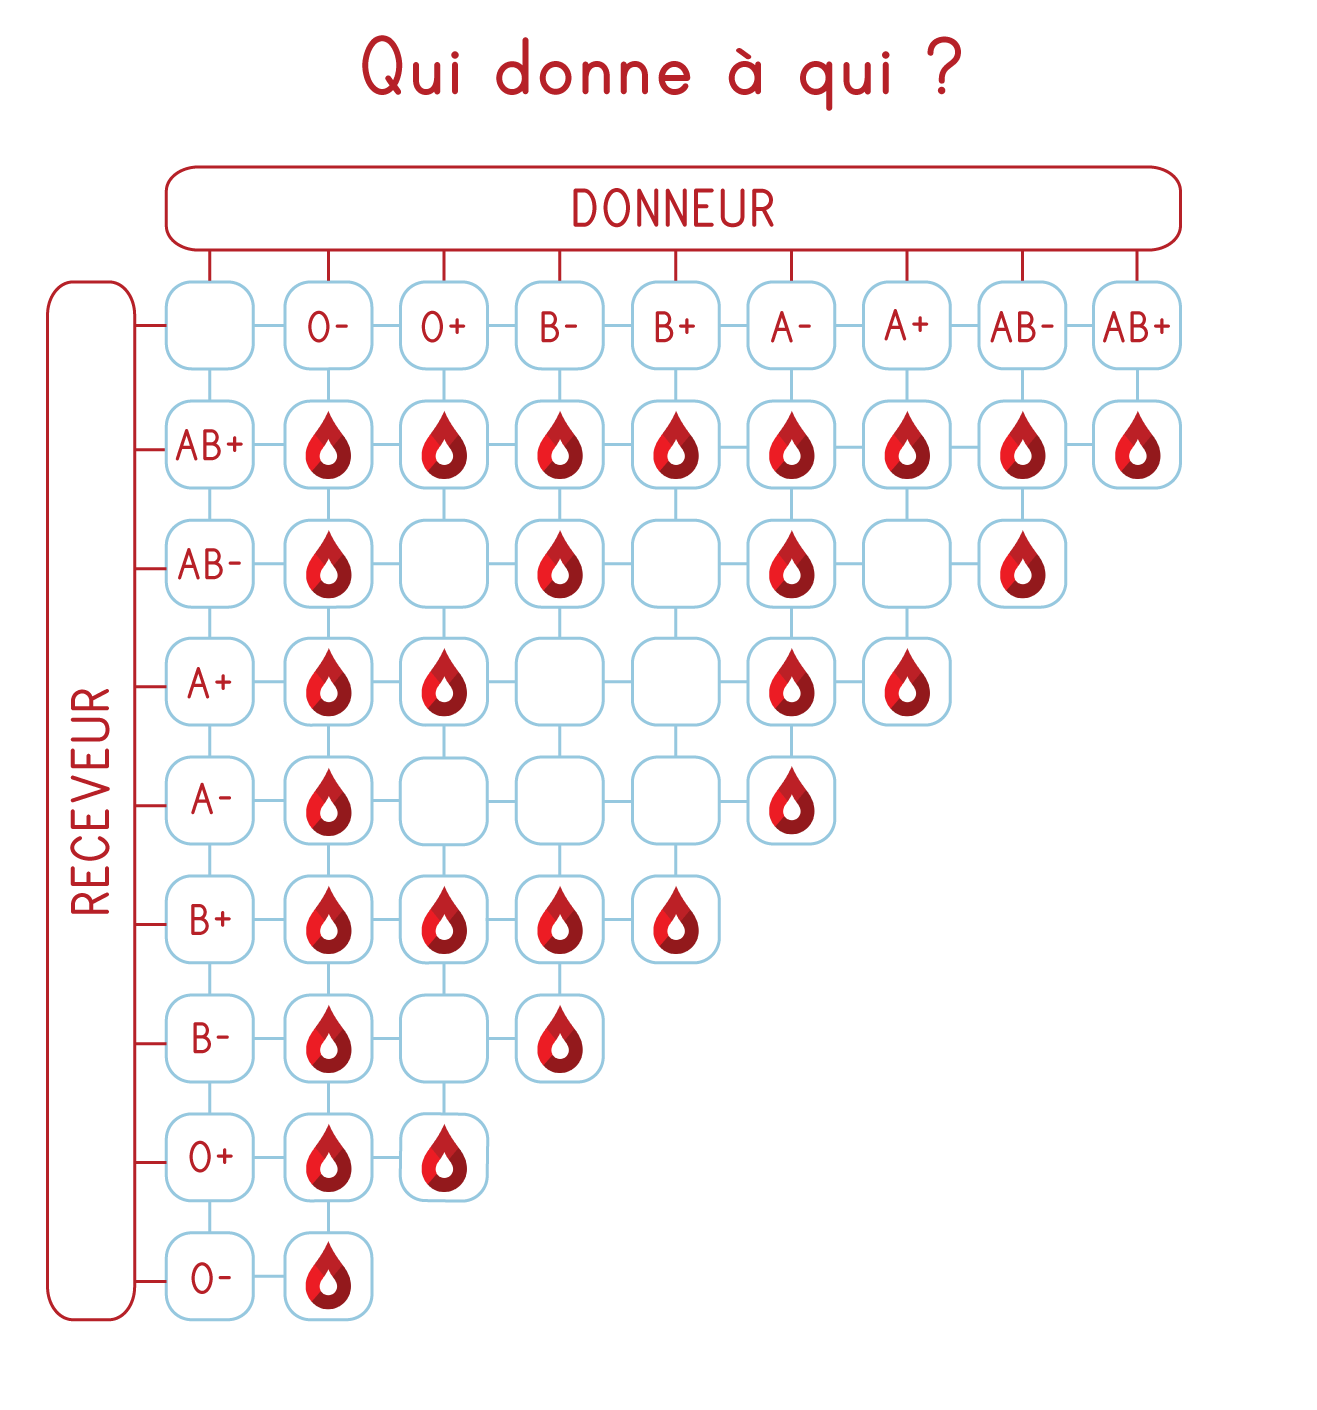 Qui donne à qui ?
DONNEUR
O- O+ B- B+ A- A+ AB- AB+
RECEVEUR
AB+
AB-
A+
A-
B+
B-
O+
O-